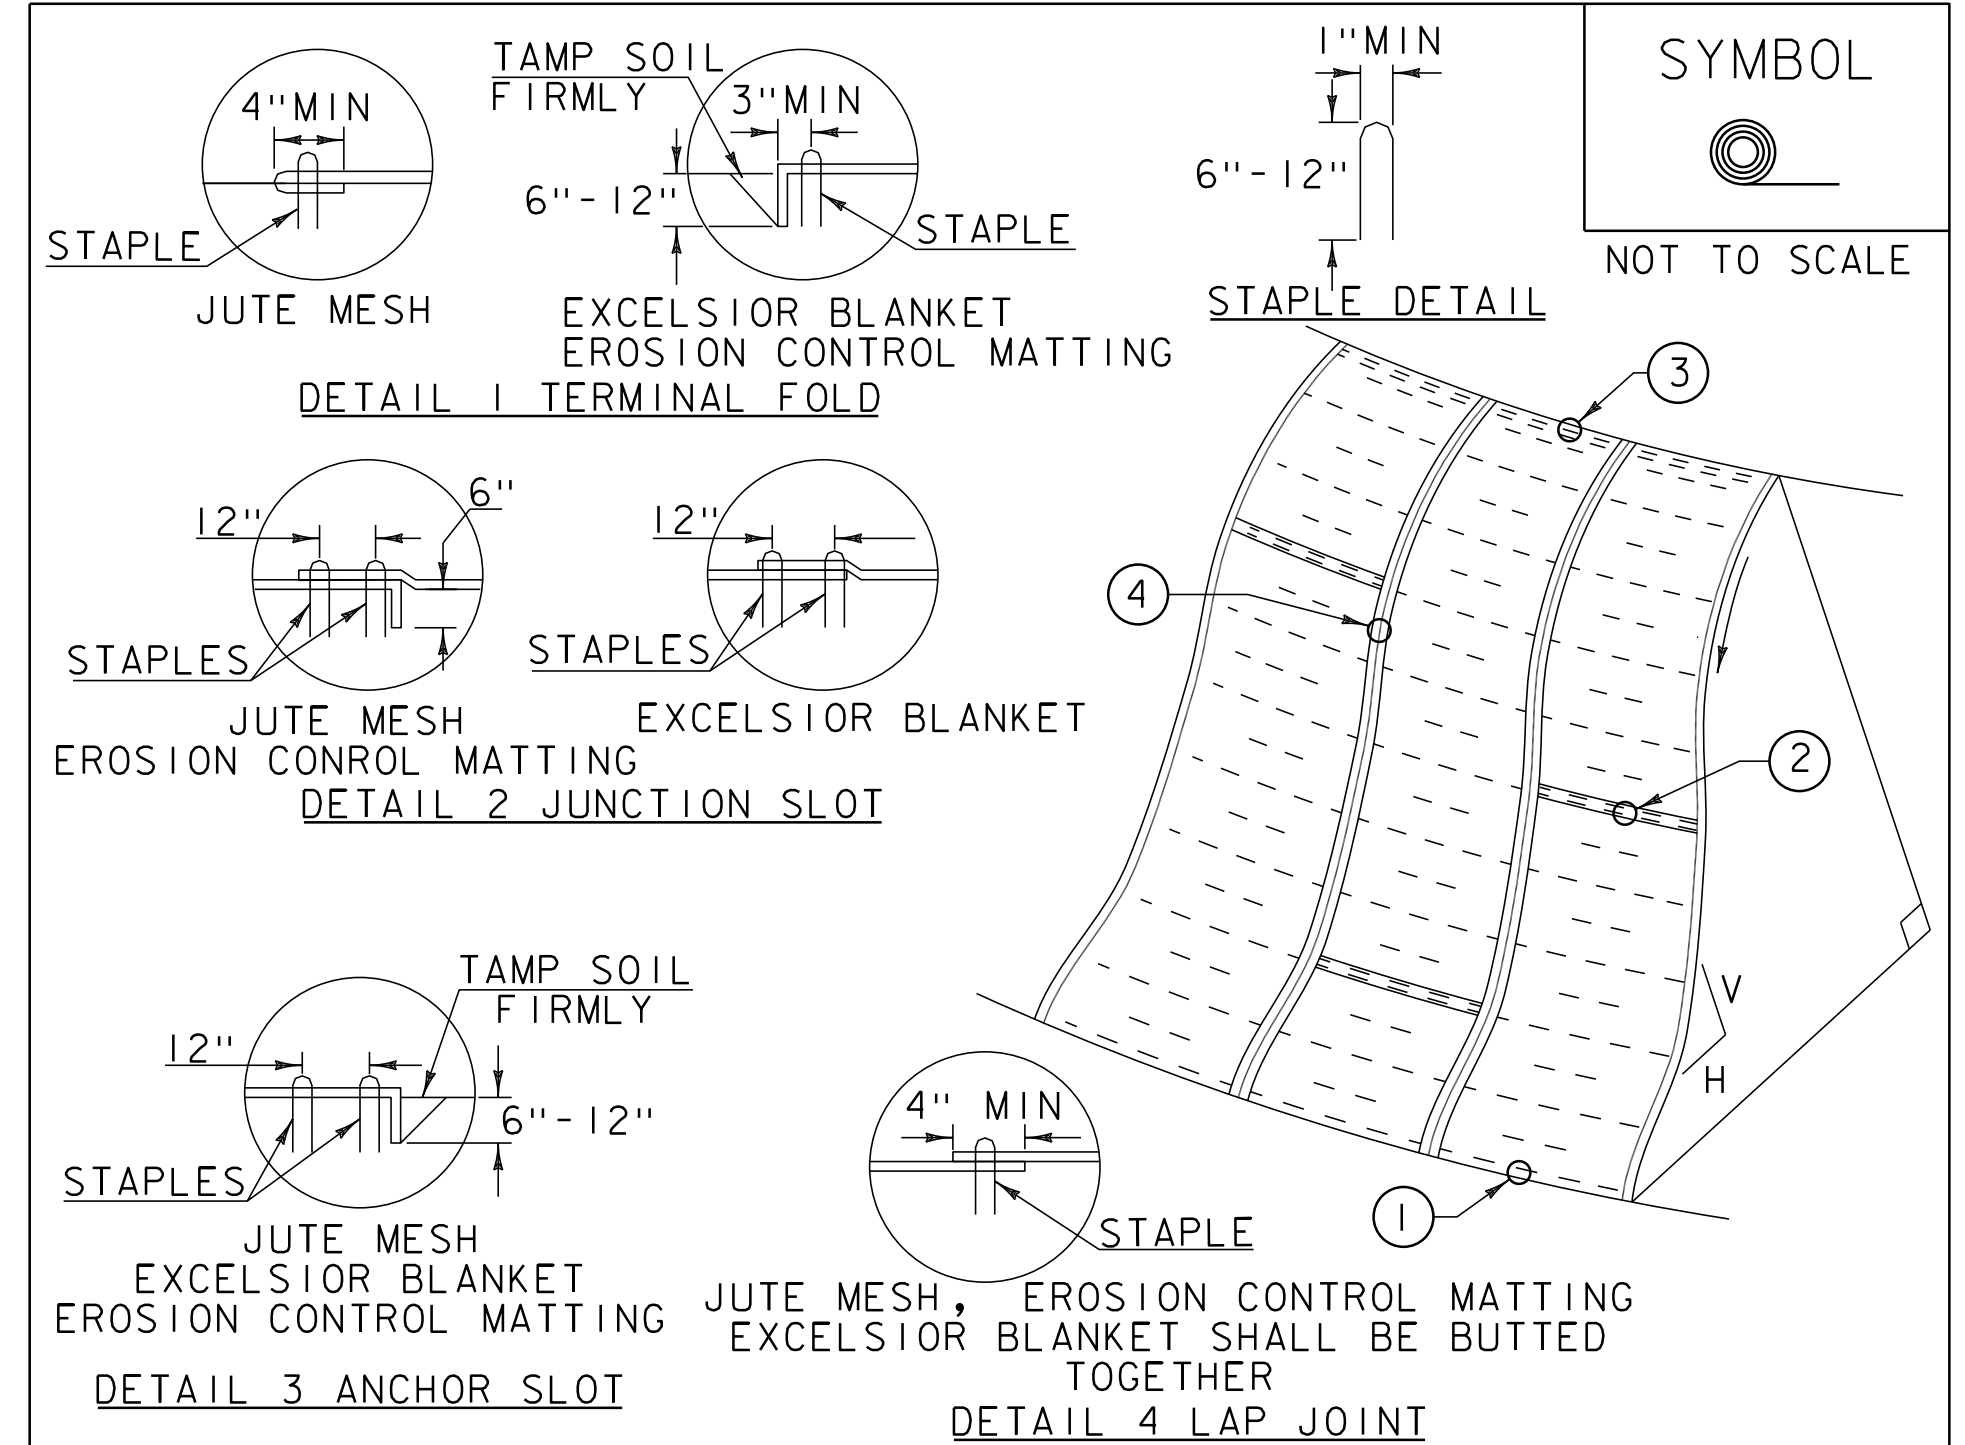 4"MIN
STAPLE
JUTE MESH
TAMP SOIL
FIRMLY
3"MIN
6"-12"
STAPLE
EXCELSIOR BLANKET
EROSION CONTROL MATTING
DETAIL 1 TERMINAL FOLD
1"MIN
6"-12"
STAPLE DETAIL
SYMBOL
NOT TO SCALE
12"
6"
STAPLES
JUTE MESH
EROSION CONROL MATTING
12"
STAPLES
EXCELSIOR BLANKET
DETAIL 2 JUNCTION SLOT
3
4
2
V
H
1
TAMP SOIL
FIRMLY
12"
6"-12"
STAPLES
JUTE MESH
EXCELSIOR BLANKET
EROSION CONTROL MATTING
DETAIL 3 ANCHOR SLOT
4" MIN
STAPLE
JUTE MESH, EROSION CONTROL MATTING
EXCELSIOR BLANKET SHALL BE BUTTED
TOGETHER
DETAIL 4 LAP JOINT